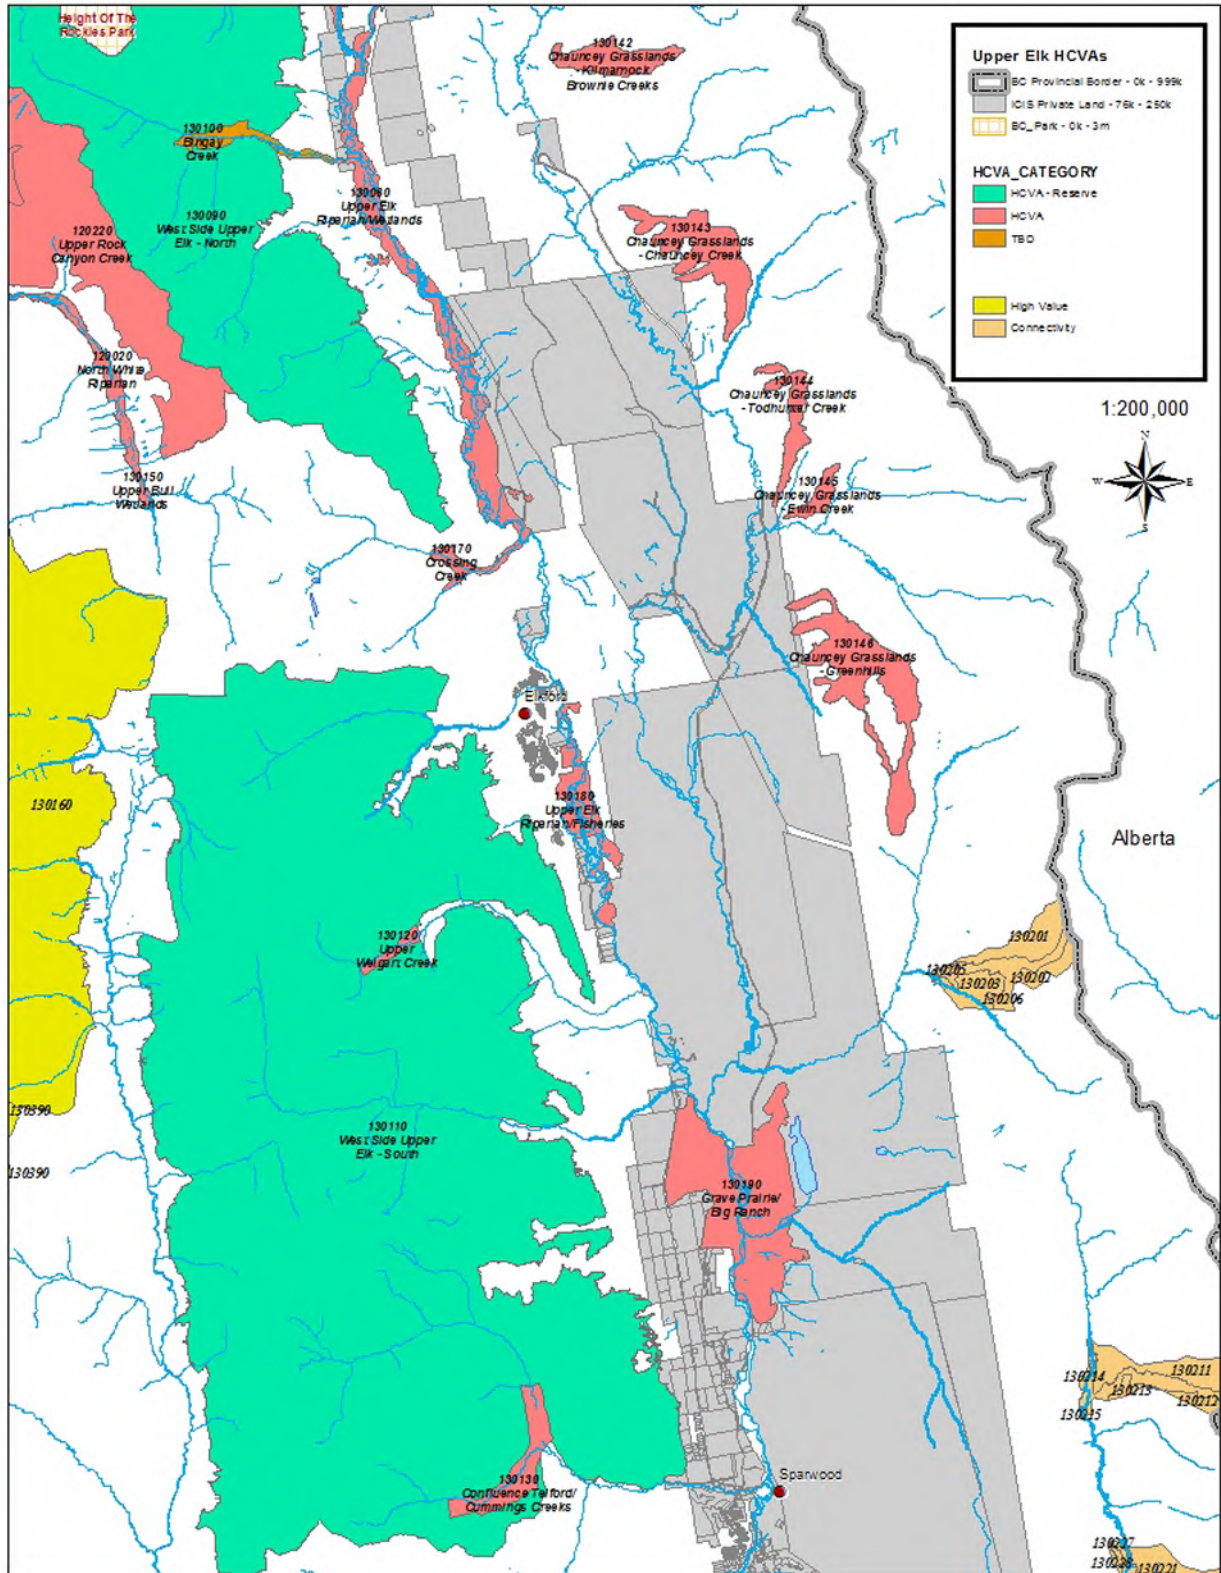 Height Of The
Rockies Park
130142
Chauncey Grasslands
- Kilmarnock
Brownie Creeks
Upper Elk HCVAs
BC Provincial Border - 0k - 999k
ICIS Private Land - 75k - 250k
BC_Park - 0k - 3m
HCVA_CATEGORY
HCVA - Reserve
HCVA
TBD
High Value
Connectivity
1:200,000
N
W
E
S
130100
Bingay
Creek
130090
West Side Upper
Elk - North
Upper Elk
Riparian/Wetlands
120220
Upper Rock
Canyon Creek
130143
Chauncey Grasslands
- Chauncey Creek
North White
Riparian
130144
Chauncey Grasslands
- Todhunter Creek
130150
Upper Bull
Wetlands
130145
Chauncey Grasslands
- Ewin Creek
130170
Crossing
Creek
130146
Chauncey Grasslands
- Greenhills
Elkford
130160
130180
Upper Elk
Riparian/Fisheries
Alberta
130120
Upper
Weigert Creek
130201
130205
130203
130202
130206
130390
130110
West Side Upper
Elk - South
130390
130190
Grave Prairie/
Big Ranch
130214
130213
130211
130212
130215
Sparwood
130130
Confluence Telford/
Cummings Creeks
130221